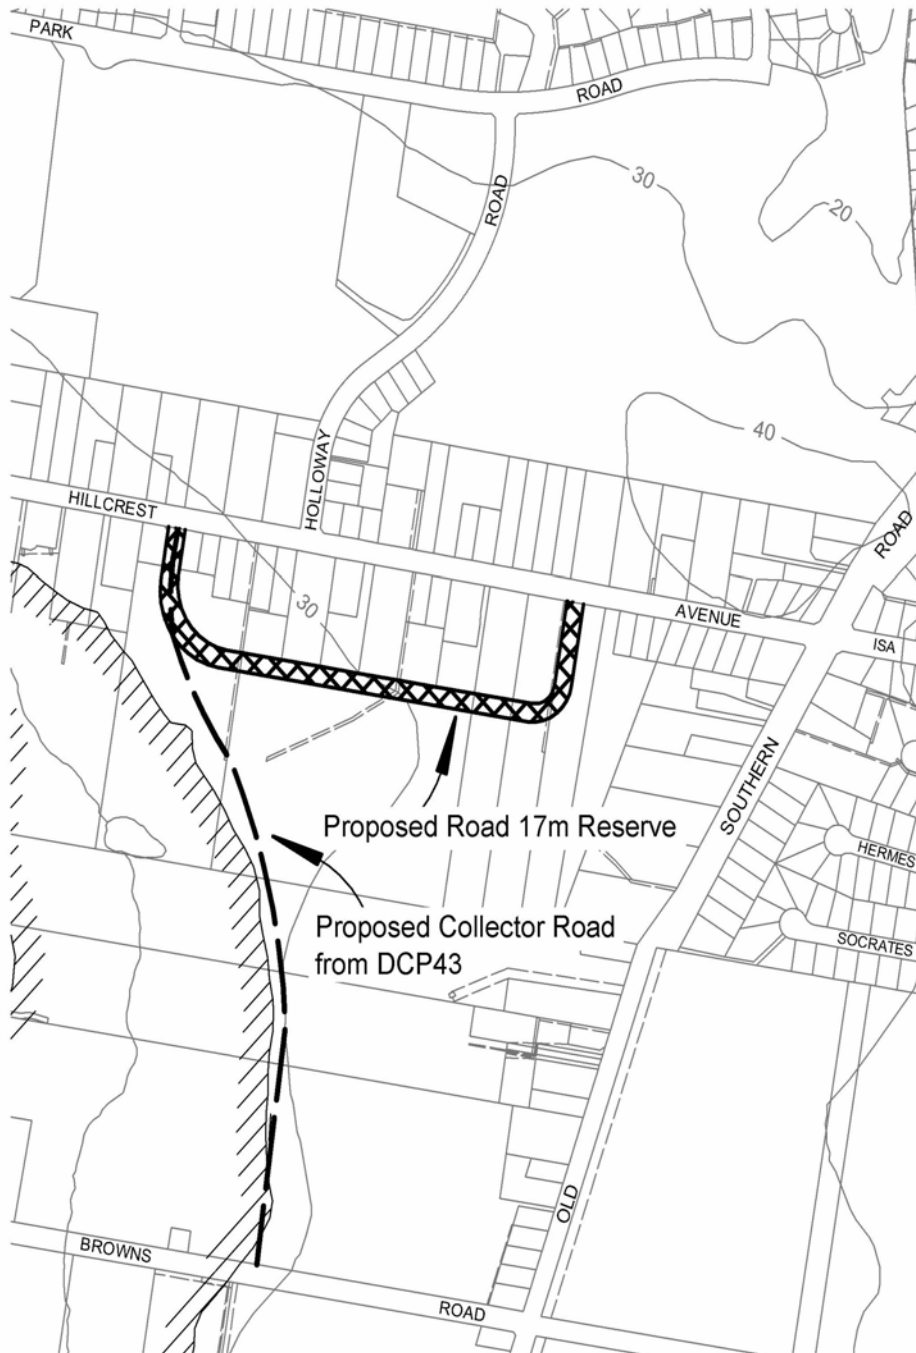 PARK
ROAD
ROAD
30
20
40
HOLLOWAY
ROAD
HILLCREST
AVENUE
ISA
30
SOUTHERN
Proposed Road 17m Reserve
HERMES
Proposed Collector Road
from DCP43
SOCRATES
OLD
BROWNS
ROAD